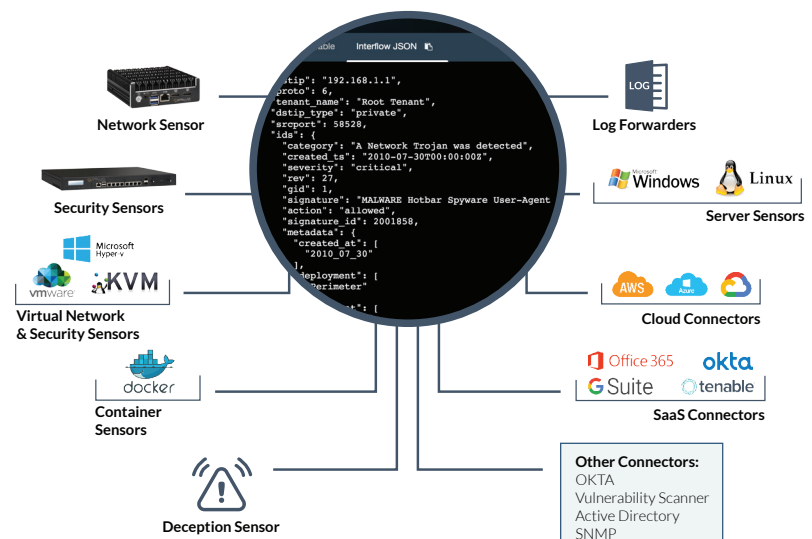 able Interflow JSON
dstip": "192.168.1.1",
proto": 6,
"tenant_name": "Root Tenant",
"dstip_type": "private",
"srcport": 58528,
"ids": {
"category": "A Network Trojan was detected",
"created_ts": "2010-07-30T00:00:00Z",
"severity": "critical",
"rev": 27,
"gid": 1,
"signature": "MALWARE Hotbar Spyware User-Agent
"action": "allowed",
"signature_id": 2001858,
"metadata": {
"created_at": [
"2010_07_30"
],
deployment": [
Perimeter"
": [
Network Sensor
Security Sensors
Microsoft
Hyper-v
vmware KVM
Virtual Network
& Security Sensors
docker
Container
Sensors
Deception Sensor
LOG
Log Forwarders
Microsoft
Windows Linux
Server Sensors
AWS Azure
Cloud Connectors
Office 365 okta
G Suite tenable
SaaS Connectors
Other Connectors:
OKTA
Vulnerability Scanner
Active Directory
SNMP